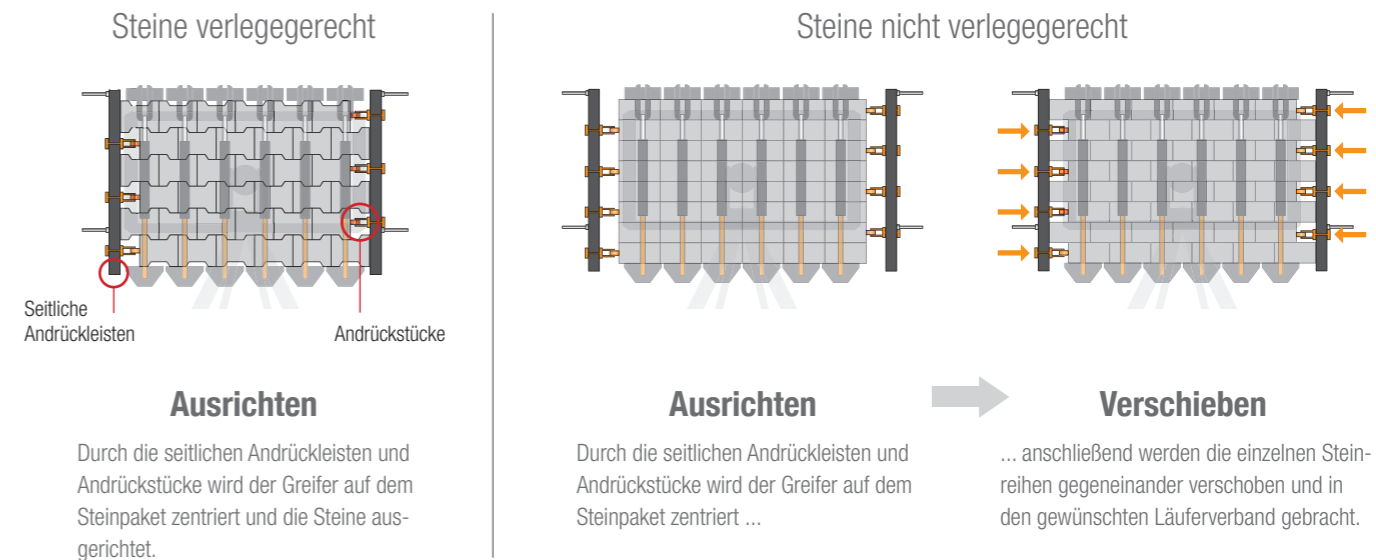 Steine verlegegerecht
Seitliche
Andrückleisten
Andrückstücke
Ausrichten
Durch die seitlichen Andrückleisten und
Andrückstücke wird der Greifer auf dem
Steinpaket zentriert und die Steine aus-
gerichtet.
Steine nicht verlegegerecht
Ausrichten
Durch die seitlichen Andrückleisten und
Andrückstücke wird der Greifer auf dem
Steinpaket zentriert ...
Verschieben
... anschließend werden die einzelnen Stein-
reihen gegeneinander verschoben und in
den gewünschten Läuferverband gebracht.